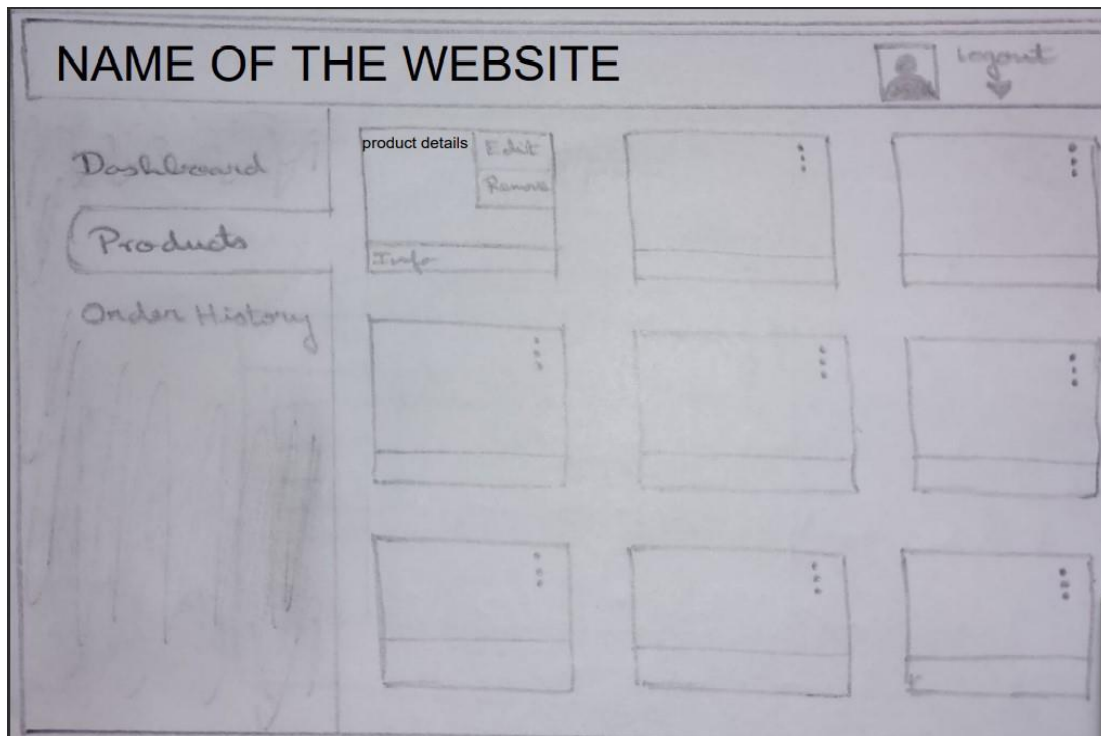 NAME OF THE WEBSITE
Logout
Dashboard
Products
Order History
product details
Edit
Remove
Info